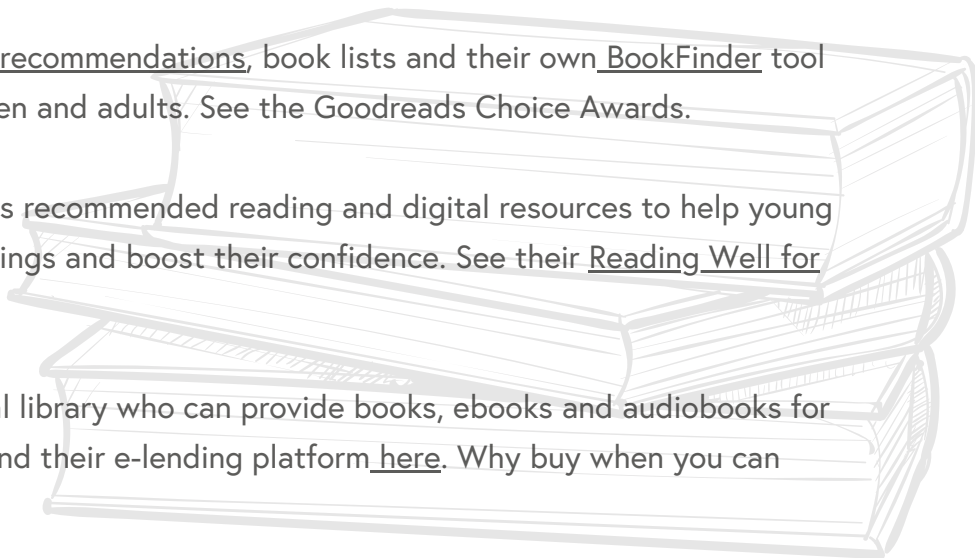 recommendations, book lists and their own BookFinder tool
en and adults. See the Goodreads Choice Awards.
s recommended reading and digital resources to help young
ings and boost their confidence. See their Reading Well for
l library who can provide books, ebooks and audiobooks for
nd their e-lending platform here. Why buy when you can